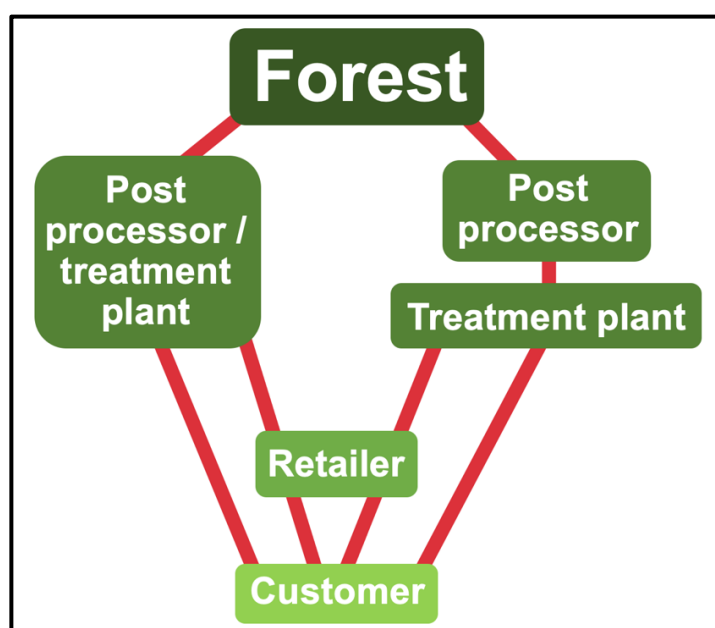 Forest
Post
processor /
treatment
plant
Post
processor
Treatment plant
Retailer
Customer